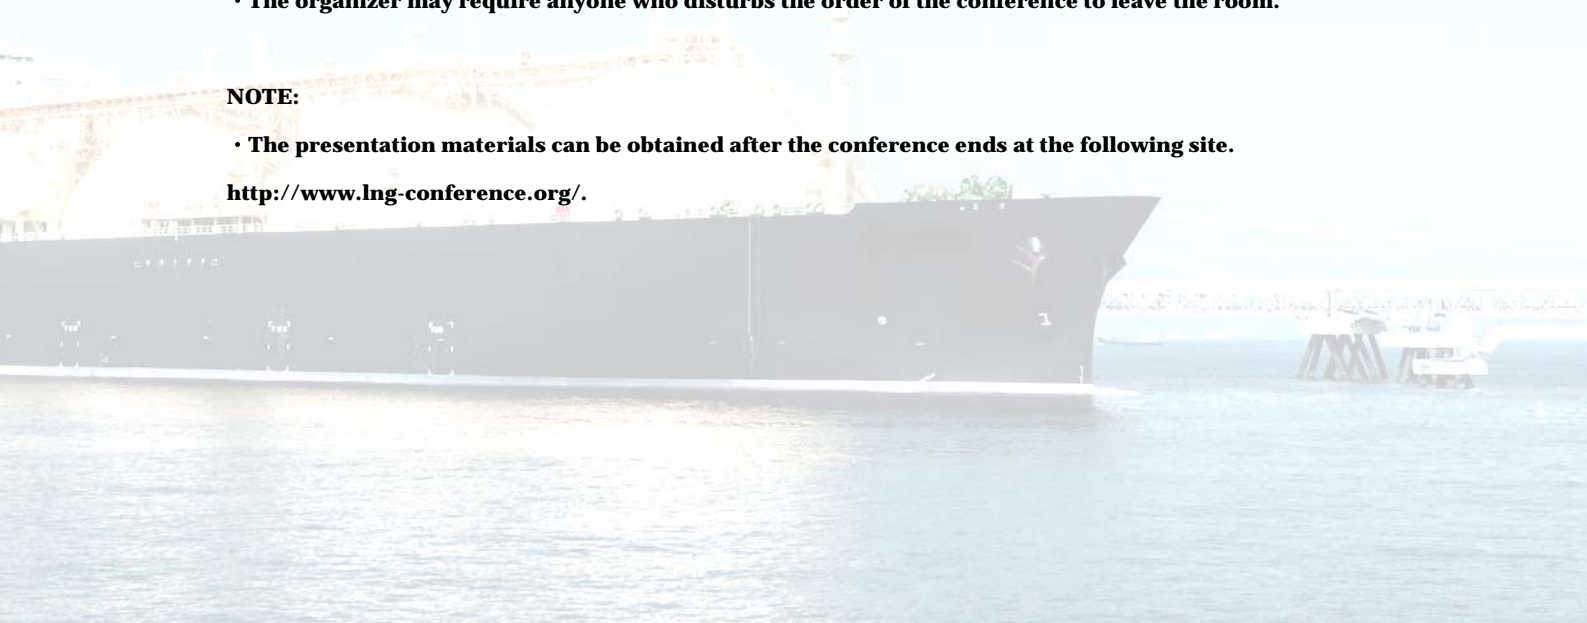 ・The organizer may require anyone who disturbs the order of the conference to leave the room.
NOTE:
・The presentation materials can be obtained after the conference ends at the following site.
http://www.lng-conference.org/.